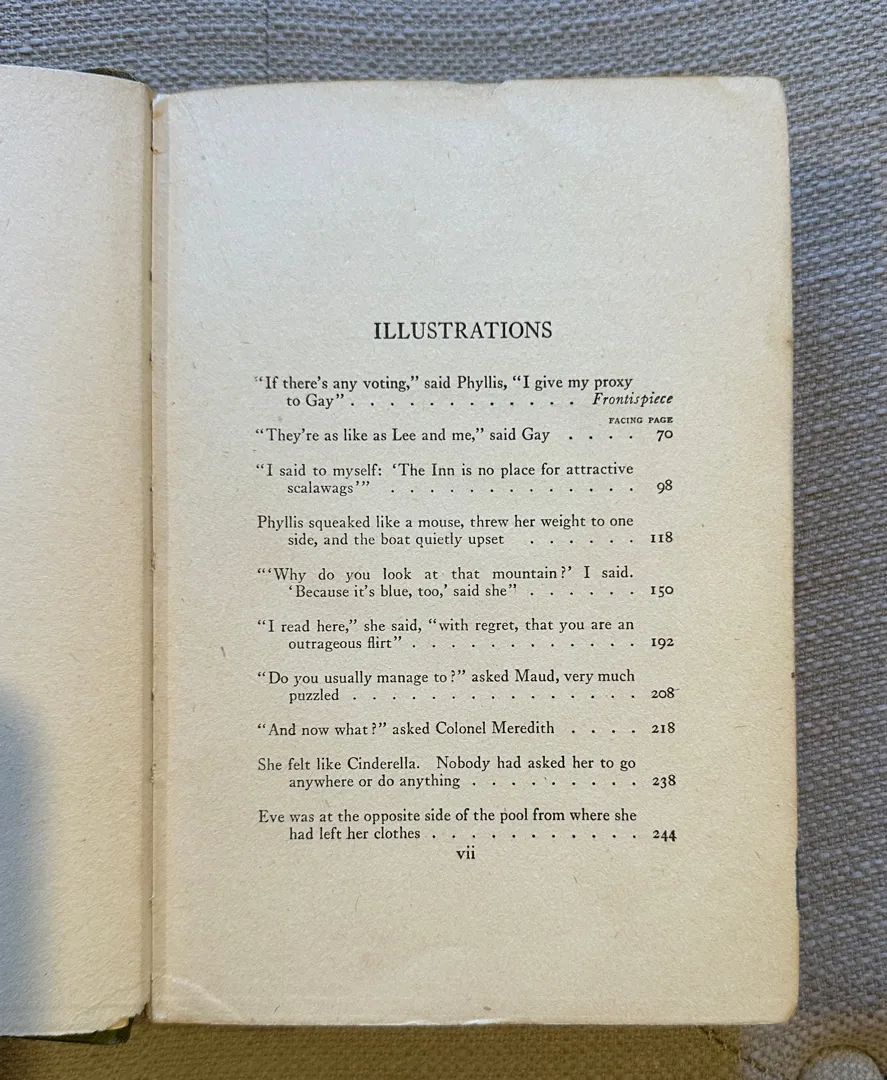 ILLUSTRATIONS
"If there's any voting," said Phyllis, "I give my proxy
to Gay" . . . . . . . . . . . . Frontispiece
FACING PAGE
"They're as like as Lee and me," said Gay . . . . 70
"I said to myself: 'The Inn is no place for attractive
scalawags'" . . . . . . . . . . . . . 98
Phyllis squeaked like a mouse, threw her weight to one
side, and the boat quietly upset . . . . . . 118
"'Why do you look at that mountain?' I said.
'Because it's blue, too,' said she" . . . . . . 150
"I read here," she said, "with regret, that you are an
outrageous flirt" . . . . . . . . . . . . 192
"Do you usually manage to?" asked Maud, very much
puzzled . . . . . . . . . . . . . . . 208
"And now what?" asked Colonel Meredith . . . . 218
She felt like Cinderella. Nobody had asked her to go
anywhere or do anything . . . . . . . . . 238
Eve was at the opposite side of the pool from where she
had left her clothes . . . . . . . . . . . 244
vii